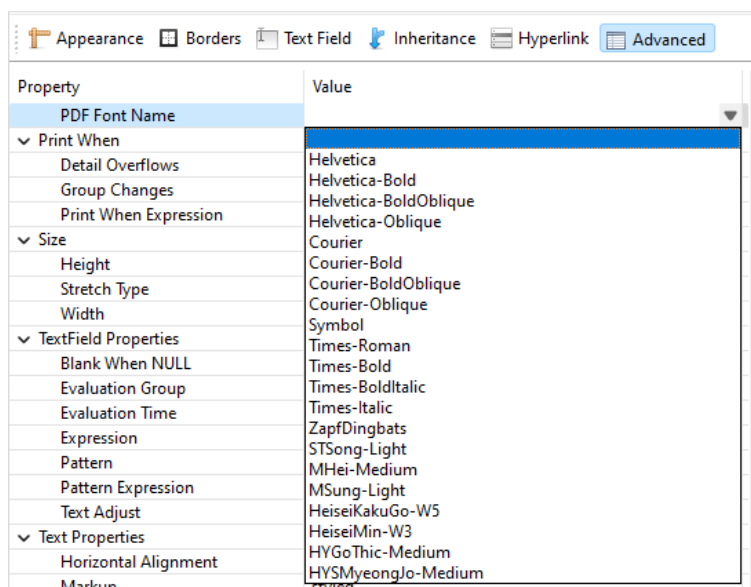 Appearance Borders Text Field Inheritance Hyperlink Advanced
Property Value
PDF Font Name
Print When
Detail Overflows
Group Changes
Print When Expression
Size
Height
Stretch Type
Width
TextField Properties
Blank When NULL
Evaluation Group
Evaluation Time
Expression
Pattern
Pattern Expression
Text Adjust
Text Properties
Horizontal Alignment
Markup
Helvetica
Helvetica-Bold
Helvetica-BoldOblique
Helvetica-Oblique
Courier
Courier-Bold
Courier-BoldOblique
Courier-Oblique
Symbol
Times-Roman
Times-Bold
Times-BoldItalic
Times-Italic
ZapfDingbats
STSong-Light
MHei-Medium
MSung-Light
HeiseiKakuGo-W5
HeiseiMin-W3
HYGoThic-Medium
HYSMyeongJo-Medium
styled